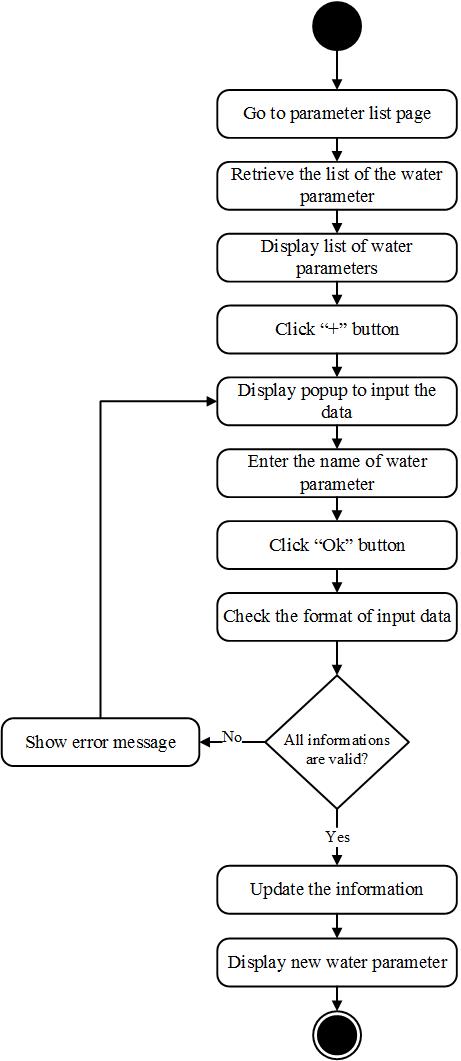 Go to parameter list page
Retrieve the list of the water
parameter
Display list of water
parameters
Click “+” button
Display popup to input the
data
Enter the name of water
parameter
Click “Ok” button
Check the format of input data
All informations
are valid?
No
Show error message
Yes
Update the information
Display new water parameter